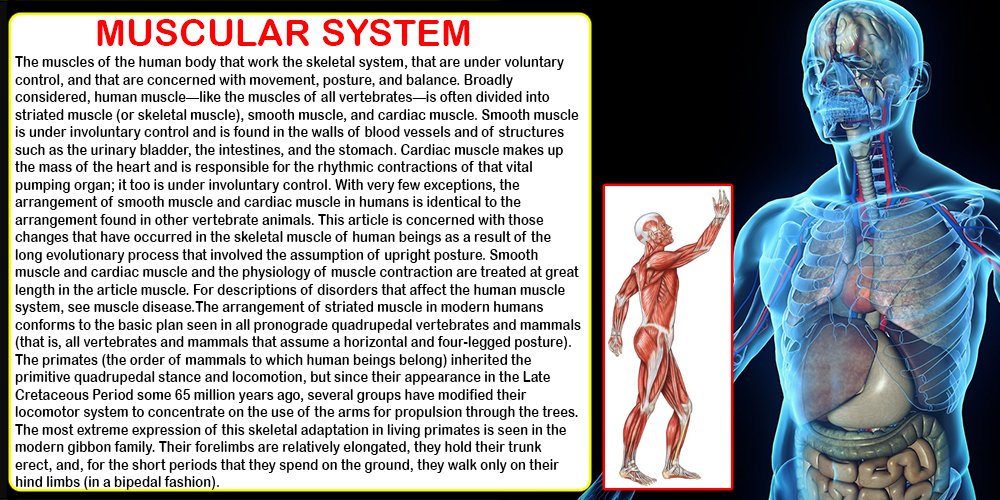 MUSCULAR SYSTEM
The muscles of the human body that work the skeletal system, that are under voluntary
control, and that are concerned with movement, posture, and balance. Broadly
considered, human muscle—like the muscles of all vertebrates—is often divided into
striated muscle (or skeletal muscle), smooth muscle, and cardiac muscle. Smooth muscle
is under involuntary control and is found in the walls of blood vessels and of structures
such as the urinary bladder, the intestines, and the stomach. Cardiac muscle makes up
the mass of the heart and is responsible for the rhythmic contractions of that vital
pumping organ; it too is under involuntary control. With very few exceptions, the
arrangement of smooth muscle and cardiac muscle in humans is identical to the
arrangement found in other vertebrate animals. This article is concerned with those
changes that have occurred in the skeletal muscle of human beings as a result of the
long evolutionary process that involved the assumption of upright posture. Smooth
muscle and cardiac muscle and the physiology of muscle contraction are treated at great
length in the article muscle. For descriptions of disorders that affect the human muscle
system, see muscle disease.The arrangement of striated muscle in modern humans
conforms to the basic plan seen in all pronograde quadrupedal vertebrates and mammals
(that is, all vertebrates and mammals that assume a horizontal and four-legged posture).
The primates (the order of mammals to which human beings belong) inherited the
primitive quadrupedal stance and locomotion, but since their appearance in the Late
Cretaceous Period some 65 million years ago, several groups have modified their
locomotor system to concentrate on the use of the arms for propulsion through the trees.
The most extreme expression of this skeletal adaptation in living primates is seen in the
modern gibbon family. Their forelimbs are relatively elongated, they hold their trunk
erect, and, for the short periods that they spend on the ground, they walk only on their
hind limbs (in a bipedal fashion).